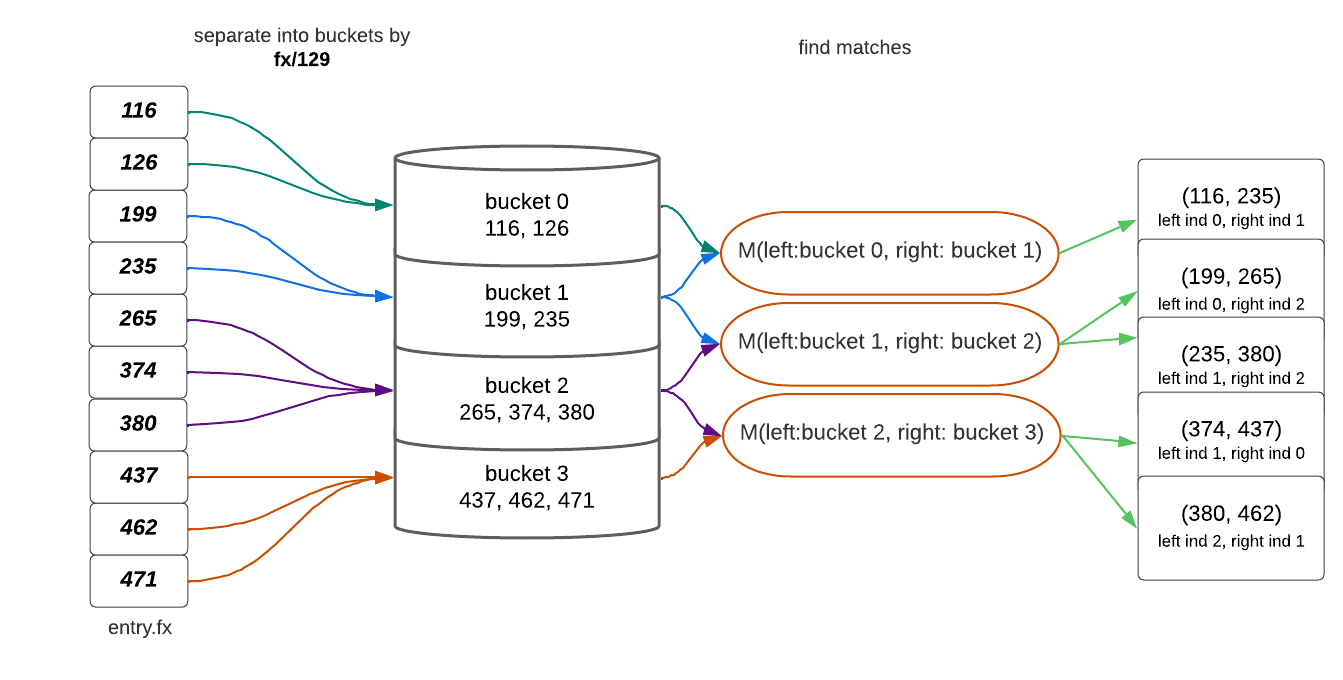 separate into buckets by
fx/129
find matches
116
126
199
235
265
374
380
437
462
471
entry.fx
bucket 0
116, 126
bucket 1
199, 235
bucket 2
265, 374, 380
bucket 3
437, 462, 471
M(left:bucket 0, right: bucket 1)
M(left:bucket 1, right: bucket 2)
M(left:bucket 2, right: bucket 3)
(116, 235)
left ind 0, right ind 1
(199, 265)
left ind 0, right ind 2
(235, 380)
left ind 1, right ind 2
(374, 437)
left ind 1, right ind 0
(380, 462)
left ind 2, right ind 1